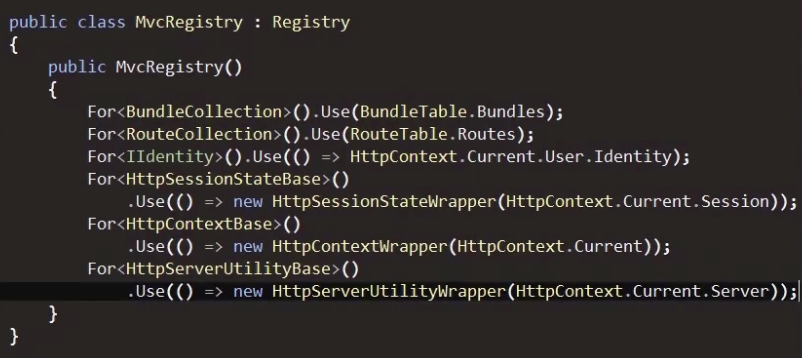 public class MvcRegistry : Registry
{
    public MvcRegistry()
    {
        For<BundleCollection>().Use(BundleTable.Bundles);
        For<RouteCollection>().Use(RouteTable.Routes);
        For<IIdentity>().Use(() => HttpContext.Current.User.Identity);
        For<HttpSessionStateBase>()
            .Use(() => new HttpSessionStateWrapper(HttpContext.Current.Session));
        For<HttpContextBase>()
            .Use(() => new HttpContextWrapper(HttpContext.Current));
        For<HttpServerUtilityBase>()
            .Use(() => new HttpServerUtilityWrapper(HttpContext.Current.Server));
    }
}